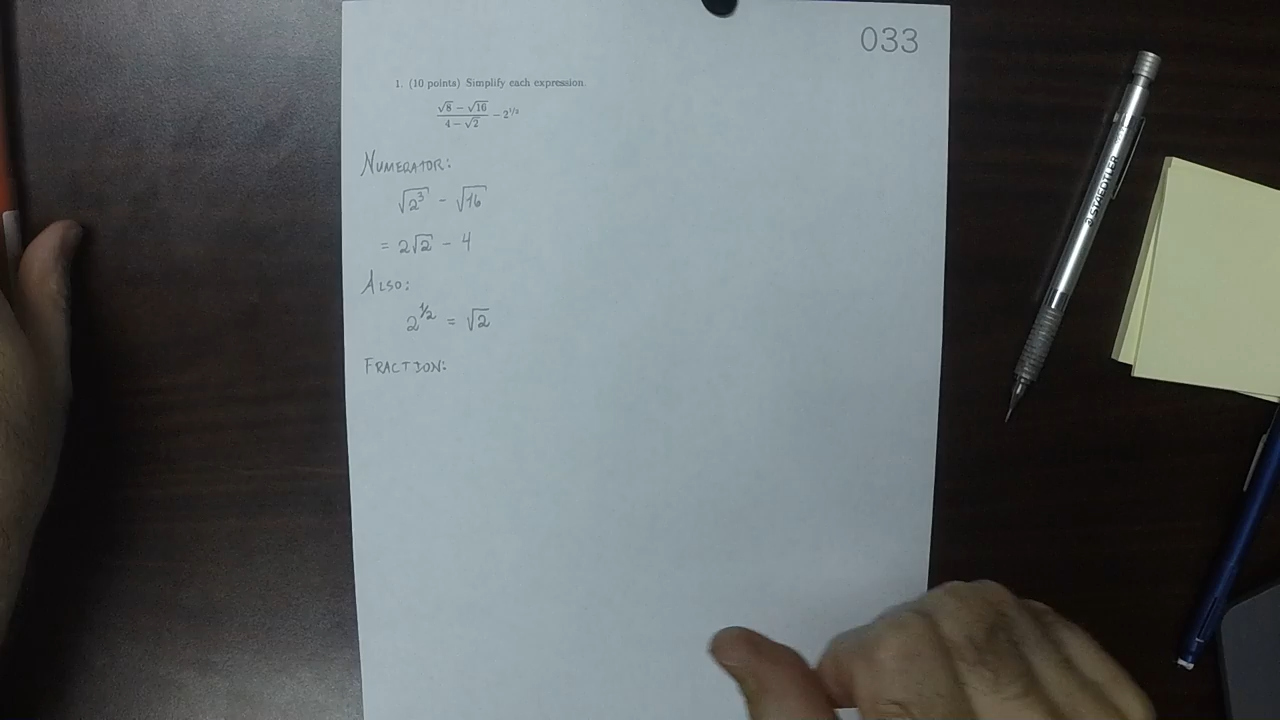 033
1. (10 points) Simplify each expression.
(√8 − √16)/(4 − √2) − 2^{1/2}
NUMERATOR:
√2³ - √16
= 2√2 - 4
ALSO:
2^{1/2} = √2
FRACTION:
STAEDTLER